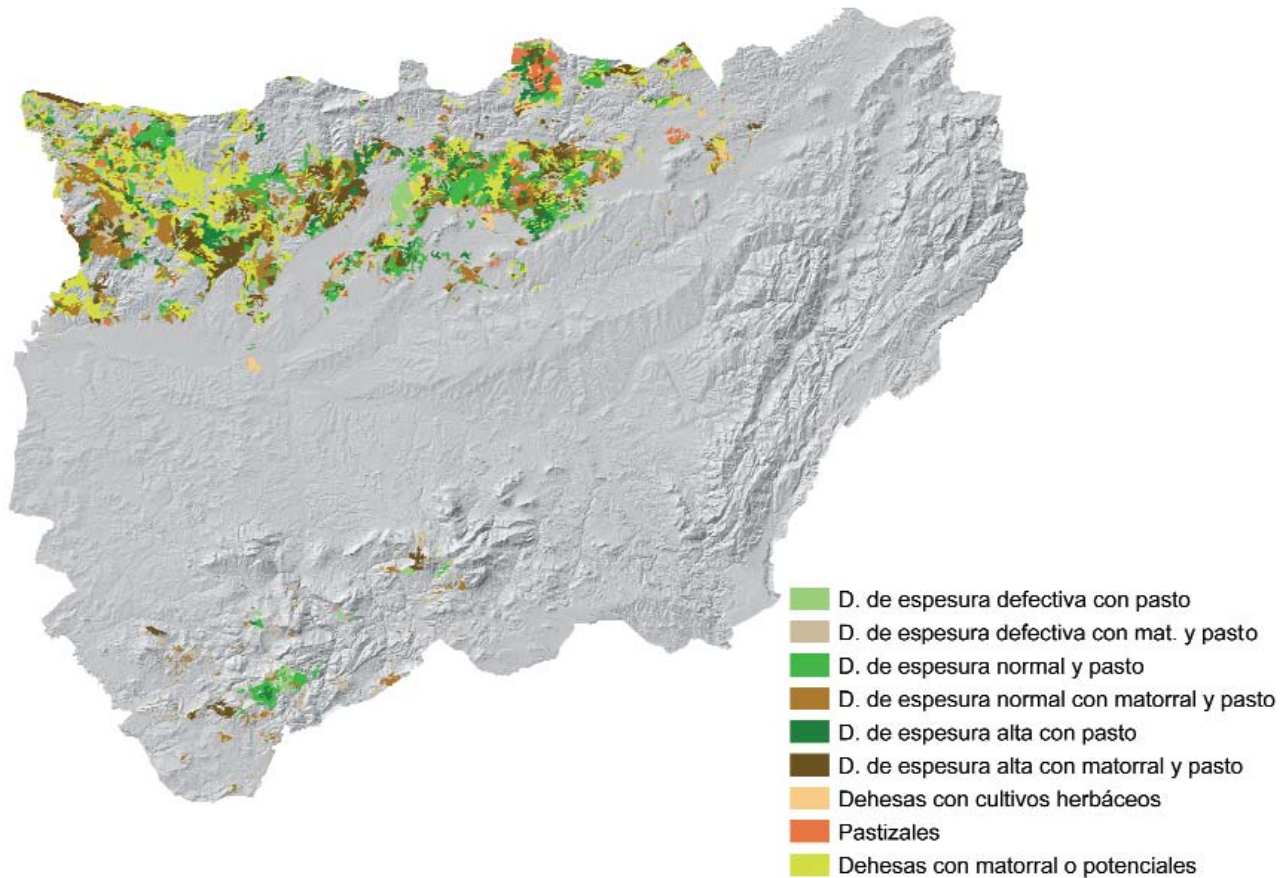 D. de espesura defectiva con pasto
D. de espesura defectiva con mat. y pasto
D. de espesura normal y pasto
D. de espesura normal con matorral y pasto
D. de espesura alta con pasto
D. de espesura alta con matorral y pasto
Dehesas con cultivos herbáceos
Pastizales
Dehesas con matorral o potenciales